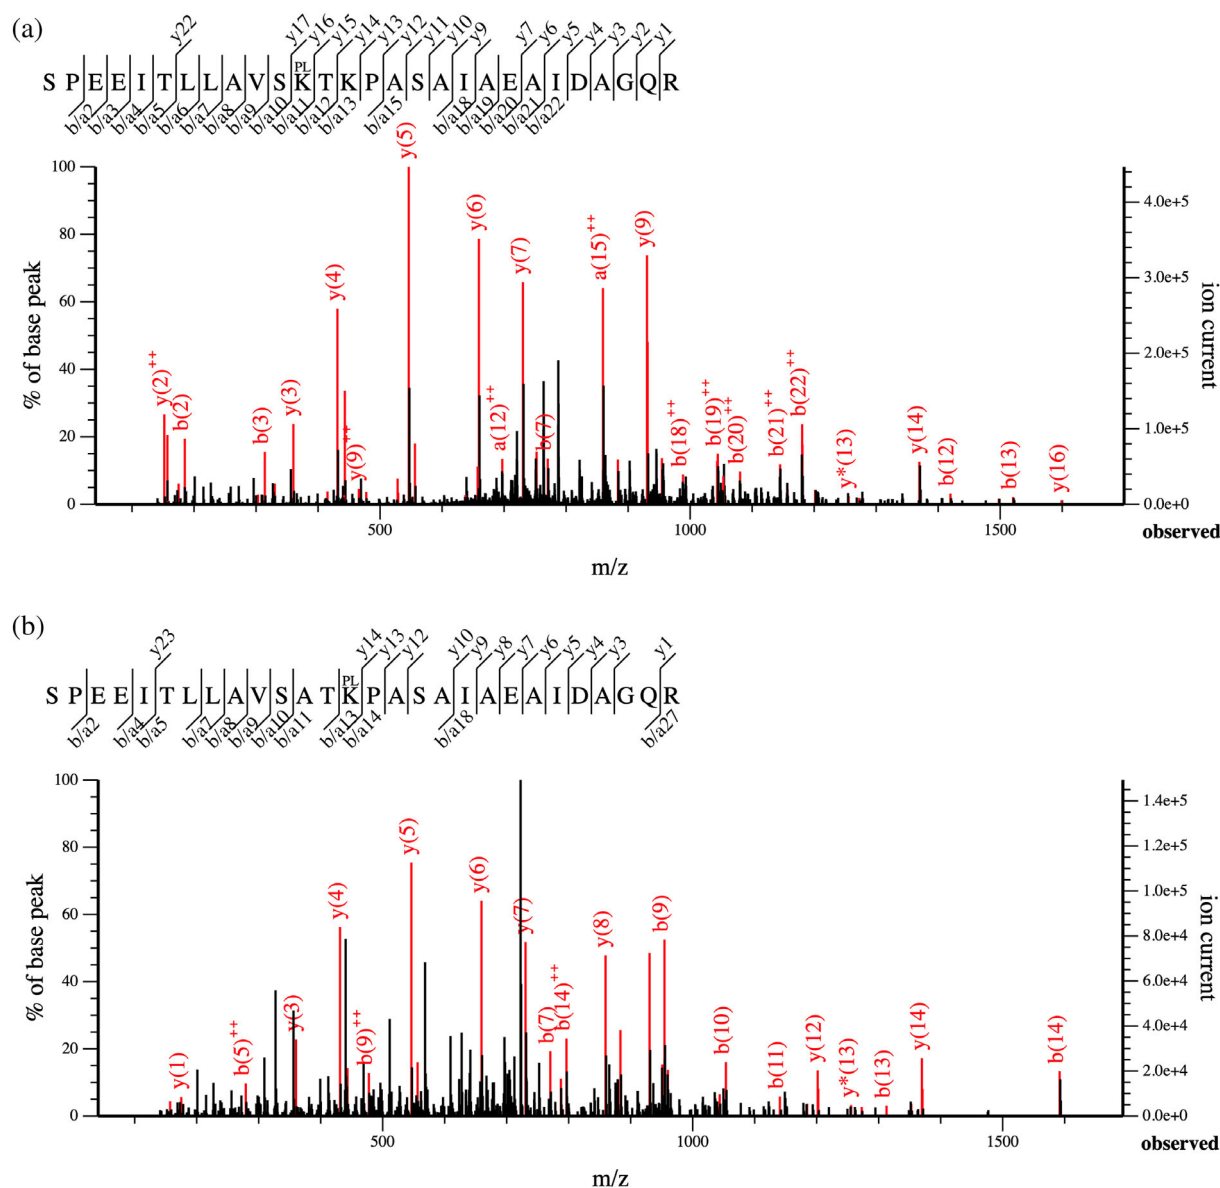 (a)
y22 y17 y16 y15 y14 y13 y12 y11 y10 y9 y7 y6 y5 y4 y3 y2 y1
PL
S P E E I T L L A V S K T K P A S A I A E A I D A G Q R
b/a2 b/a3 b/a4 b/a5 b/a6 b/a7 b/a8 b/a9 b/a10 b/a11 b/a12 b/a13 b/a15 b/a18 b/a19 b/a20 b/a21 b/a22
% of base peak
100
80
60
40
20
0
y(2)++ b(2) b(3) y(3) y(4) y(9)++ y(5) y(6) a(12)++ y(7) b(7) a(15)++ y(9) b(18)++ b(19)++ b(20)++ b(21)++ b(22)++ y*(13) y(14) b(12) b(13) y(16)
4.0e+5
3.0e+5
2.0e+5
1.0e+5
0.0e+0
ion current
500 1000 1500 observed
m/z
(b)
y23 y14 y13 y12 y10 y9 y8 y7 y6 y5 y4 y3 y1
PL
S P E E I T L L A V S A T K P A S A I A E A I D A G Q R
b/a2 b/a4 b/a5 b/a7 b/a8 b/a9 b/a10 b/a11 b/a13 b/a14 b/a18 b/a27
% of base peak
100
80
60
40
20
0
y(1) b(5)++ y(3) y(4) b(9)++ y(5) y(6) y(7) b(7) b(14)++ y(8) b(9) b(10) b(11) y(12) y*(13) b(13) y(14) b(14)
1.4e+5
1.2e+5
1.0e+5
8.0e+4
6.0e+4
4.0e+4
2.0e+4
0.0e+0
ion current
500 1000 1500 observed
m/z